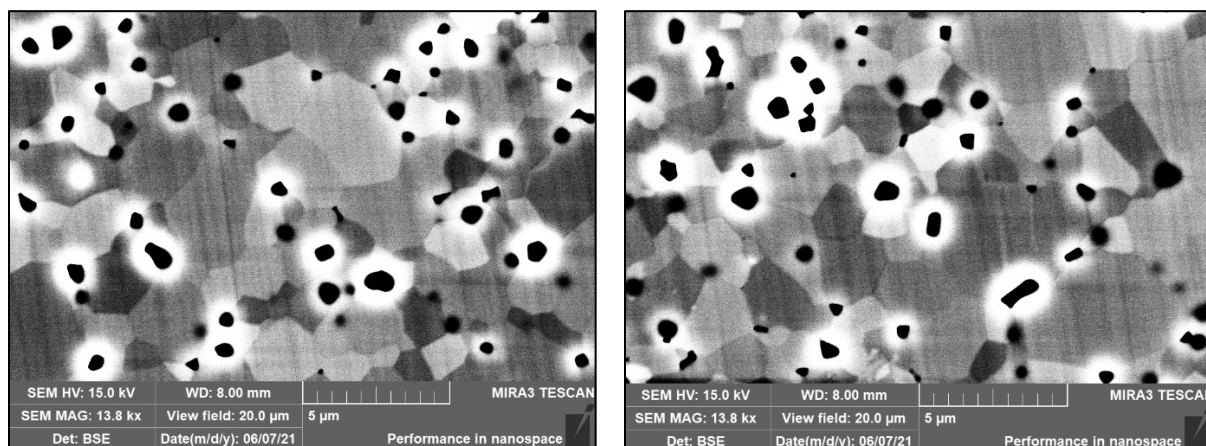 SEM HV: 15.0 kV WD: 8.00 mm MIRA3 TESCAN
SEM MAG: 13.8 kx View field: 20.0 µm 5 µm
Det: BSE Date(m/d/y): 06/07/21 Performance in nanospace
SEM HV: 15.0 kV WD: 8.00 mm MIRA3 TESCAN
SEM MAG: 13.8 kx View field: 20.0 µm 5 µm
Det: BSE Date(m/d/y): 06/07/21 Performance in nanospace